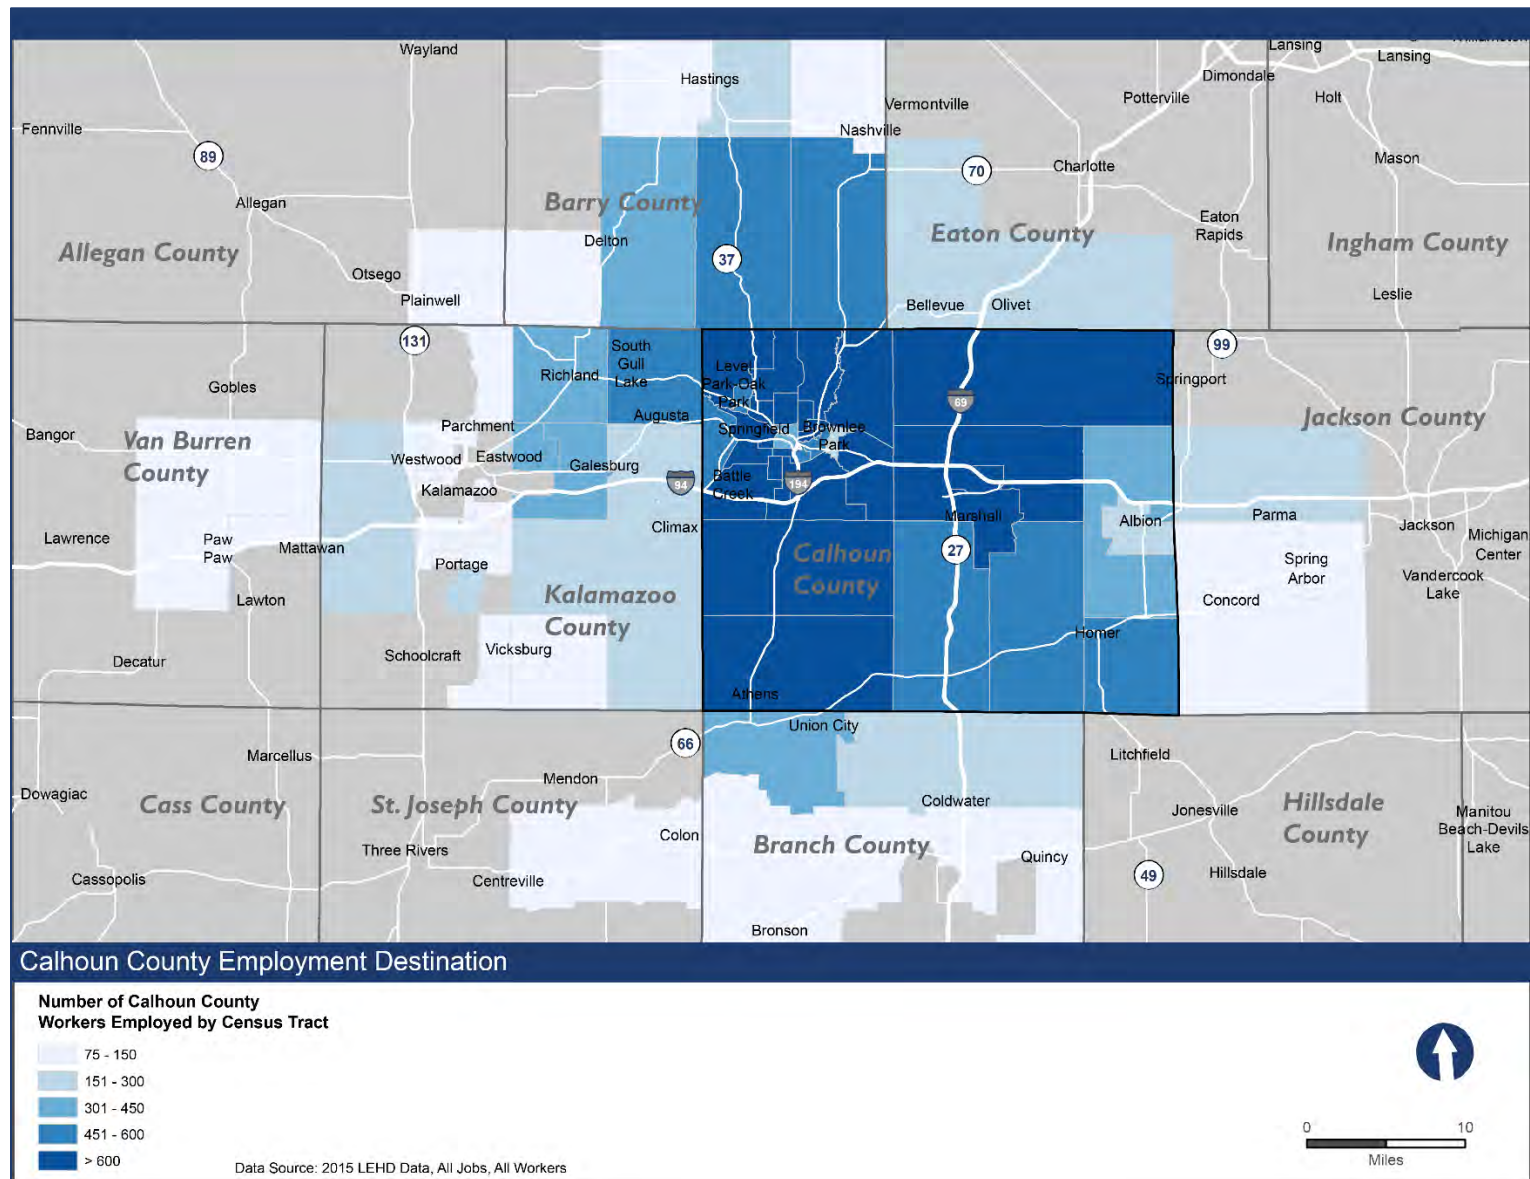 Wayland
Lansing
Lansing
Hastings
Dimondale
Vermontville
Potterville
Holt
Fennville
Nashville
89
70
Charlotte
Mason
Allegan
Barry County
Eaton
Rapids
Allegan County
Delton
Eaton County
Ingham County
37
Otsego
Plainwell
Bellevue
Olivet
Leslie
131
South
Gull
Lake
99
Richland
Level
Park-Oak
Park
Springport
Gobles
69
Augusta
Jackson County
Bangor
Van Burren
County
Parchment
Springfield
Brownlee
Park
Westwood
Eastwood
Galesburg
Kalamazoo
94
Battle
Creek
194
Climax
Marshall
Albion
Parma
Jackson
Lawrence
Paw
Paw
Mattawan
Michigan
Center
Portage
Calhoun
County
27
Spring
Arbor
Vandercook
Lake
Lawton
Kalamazoo
County
Concord
Homer
Decatur
Schoolcraft
Vicksburg
Athens
Union City
66
Marcellus
Litchfield
Mendon
Dowagiac
Cass County
St. Joseph County
Coldwater
Jonesville
Hillsdale
County
Manitou
Beach-Devils
Lake
Colon
Branch County
Three Rivers
Quincy
Cassopolis
Centreville
49
Hillsdale
Bronson
Calhoun County Employment Destination
Number of Calhoun County
Workers Employed by Census Tract
75 - 150
151 - 300
301 - 450
451 - 600
> 600
Data Source: 2015 LEHD Data, All Jobs, All Workers
0 10
Miles